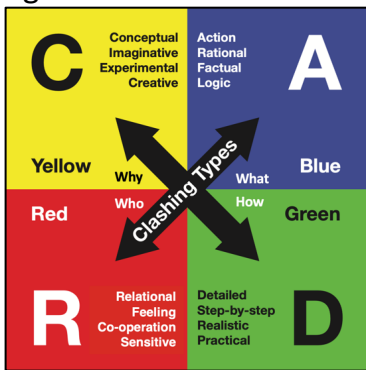 C
Conceptual
Imaginative
Experimental
Creative
Action
Rational
Factual
Logic
A
Yellow
Why
What
Blue
Clashing Types
Red
Who
How
Green
R
Relational
Feeling
Co-operation
Sensitive
Detailed
Step-by-step
Realistic
Practical
D